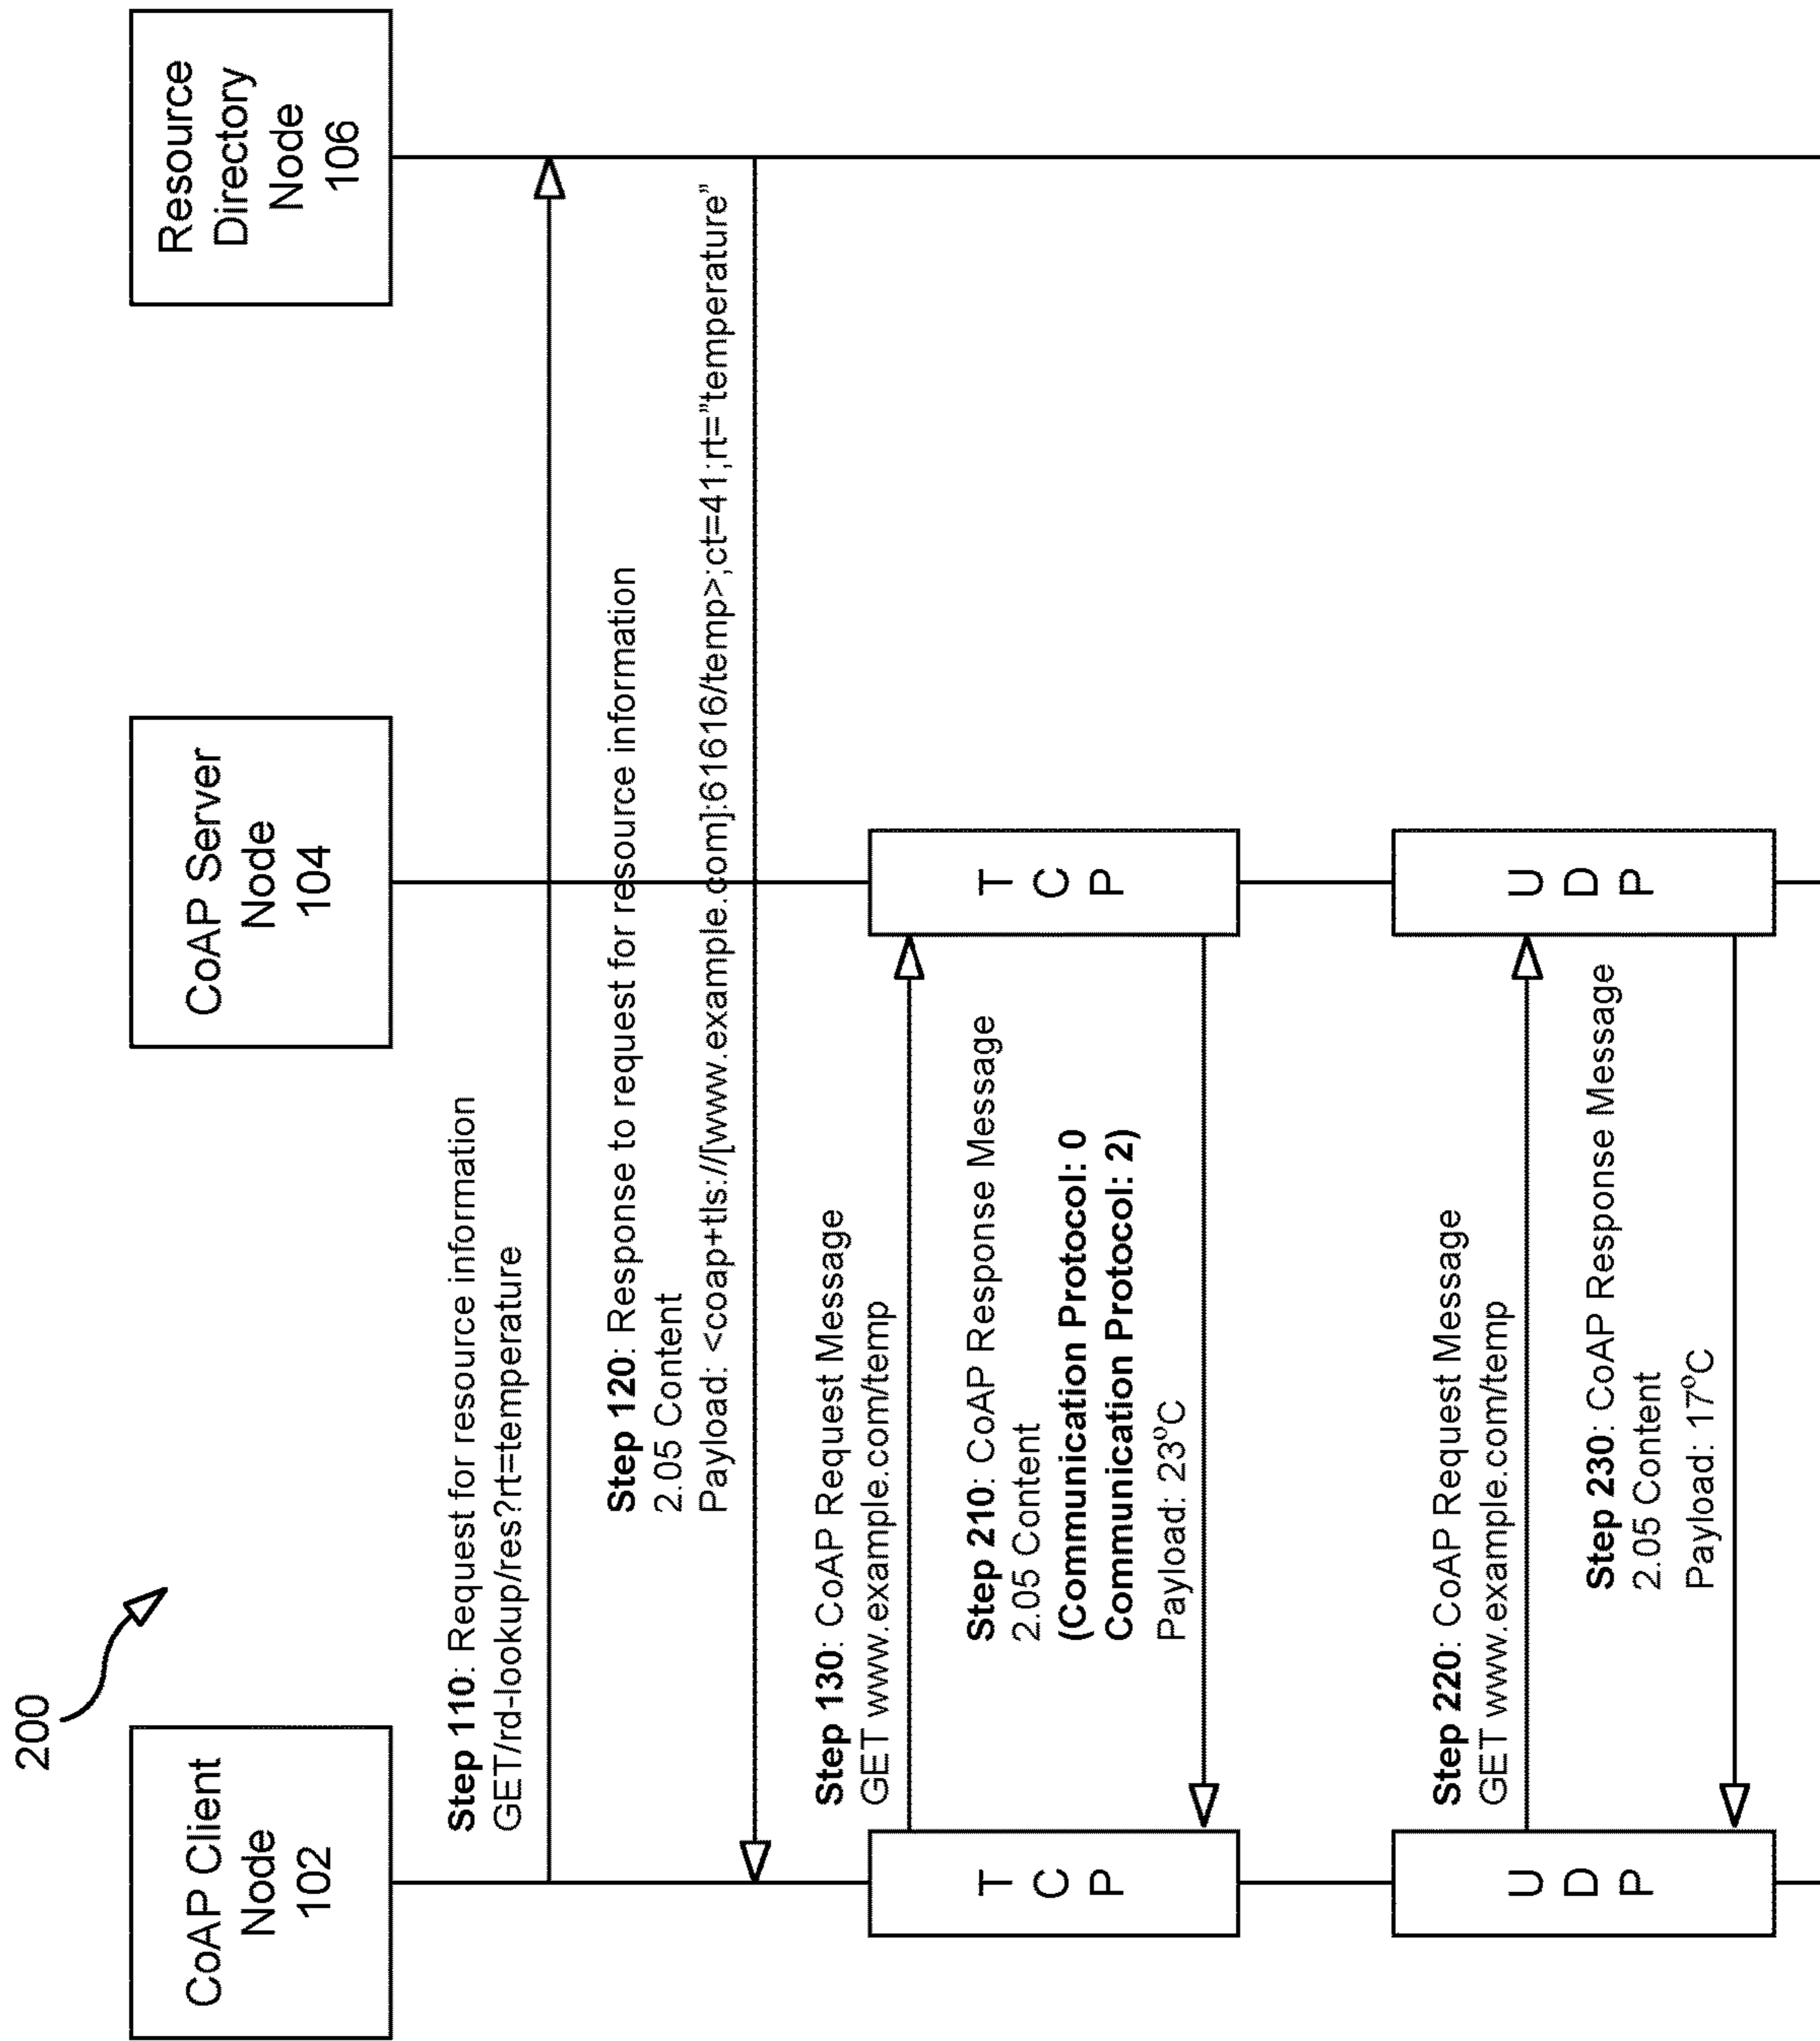 200
CoAP Client
Node
102
CoAP Server
Node
104
Resource
Directory
Node
106
Step 110: Request for resource information
GET/rd-lookup/res?rt=temperature
Step 120: Response to request for resource information
2.05 Content
Payload: <coap+tls://[www.example.com]:61616/temp>;ct=41;rt=”temperature”
Step 130: CoAP Request Message
GET www.example.com/temp
TCP
TCP
Step 210: CoAP Response Message
2.05 Content
(Communication Protocol: 0
Communication Protocol: 2)
Payload: 23°C
Step 220: CoAP Request Message
GET www.example.com/temp
UDP
UDP
Step 230: CoAP Response Message
2.05 Content
Payload: 17°C